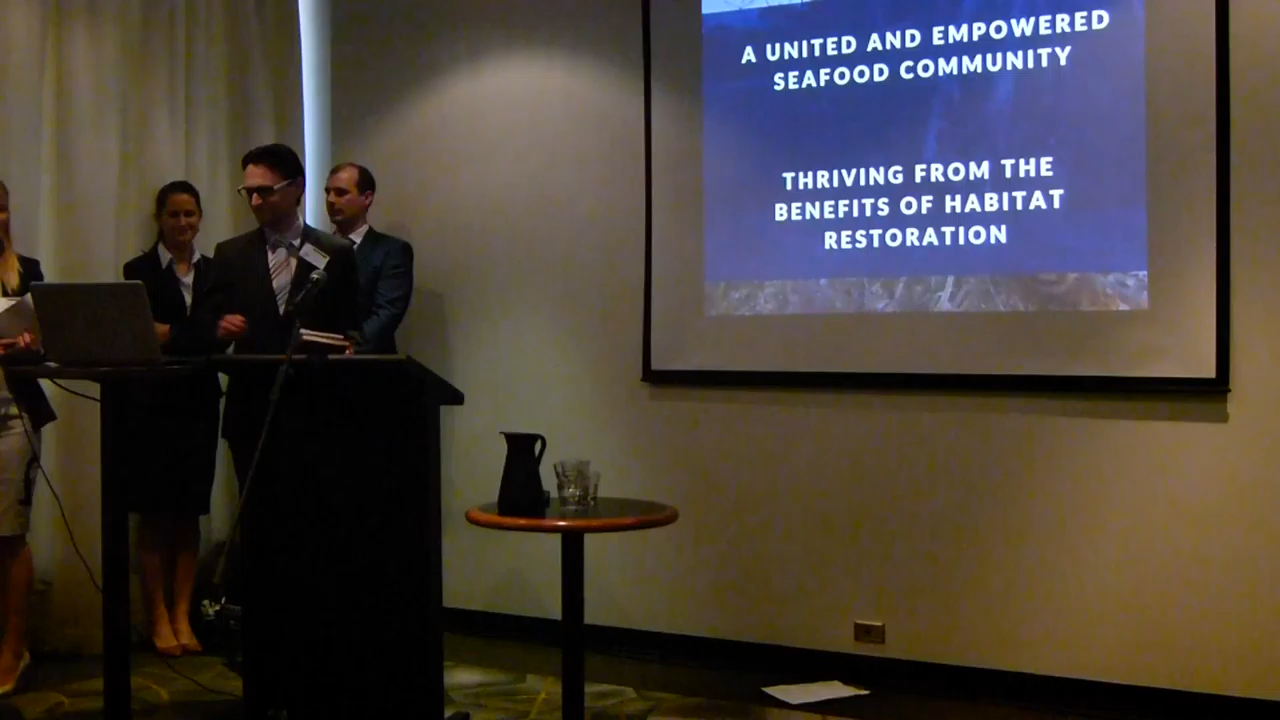 A UNITED AND EMPOWERED
SEAFOOD COMMUNITY
THRIVING FROM THE
BENEFITS OF HABITAT
RESTORATION